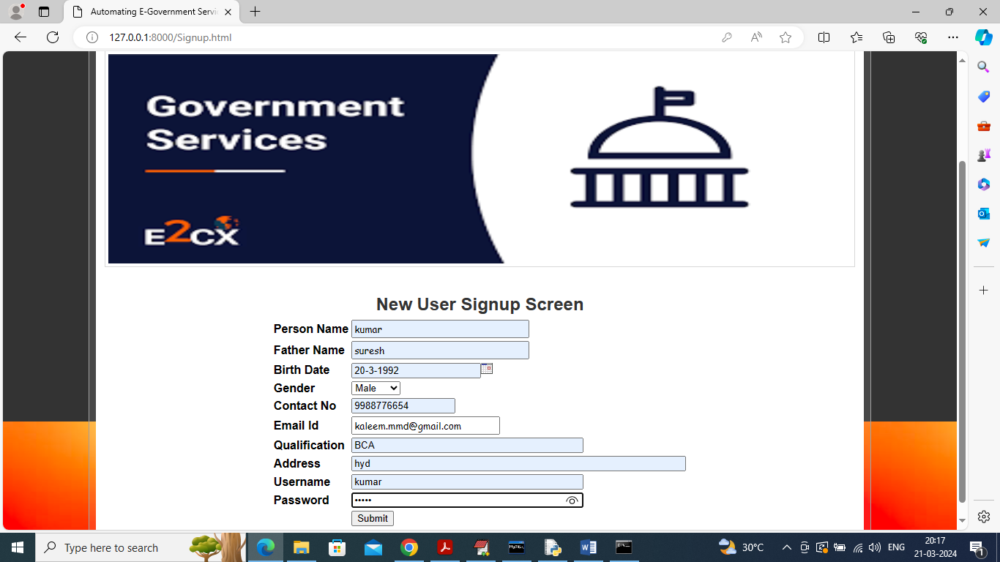 Automating E-Government Servi
127.0.0.1:8000/Signup.html
Government
Services
E2CX
New User Signup Screen
Person Name kumar
Father Name suresh
Birth Date 20-3-1992
Gender Male
Contact No 9988776654
Email Id kaleem.mmd@gmail.com
Qualification BCA
Address hyd
Username kumar
Password •••••
Submit
Type here to search
30°C
ENG
20:17
21-03-2024
1